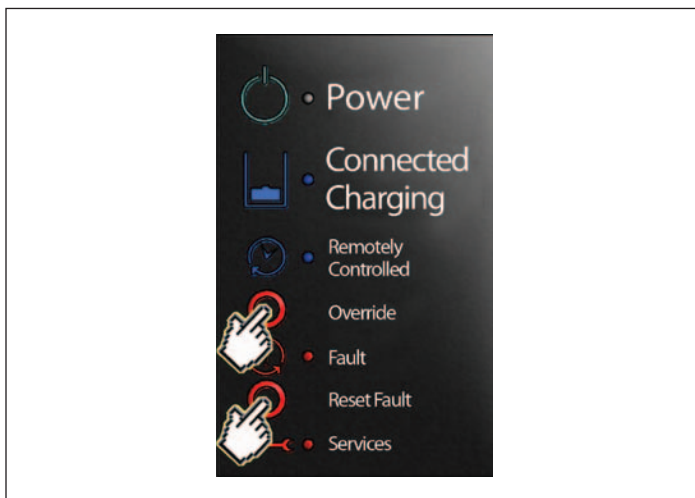 Power
Connected
Charging
Remotely
Controlled
Override
Fault
Reset Fault
Services